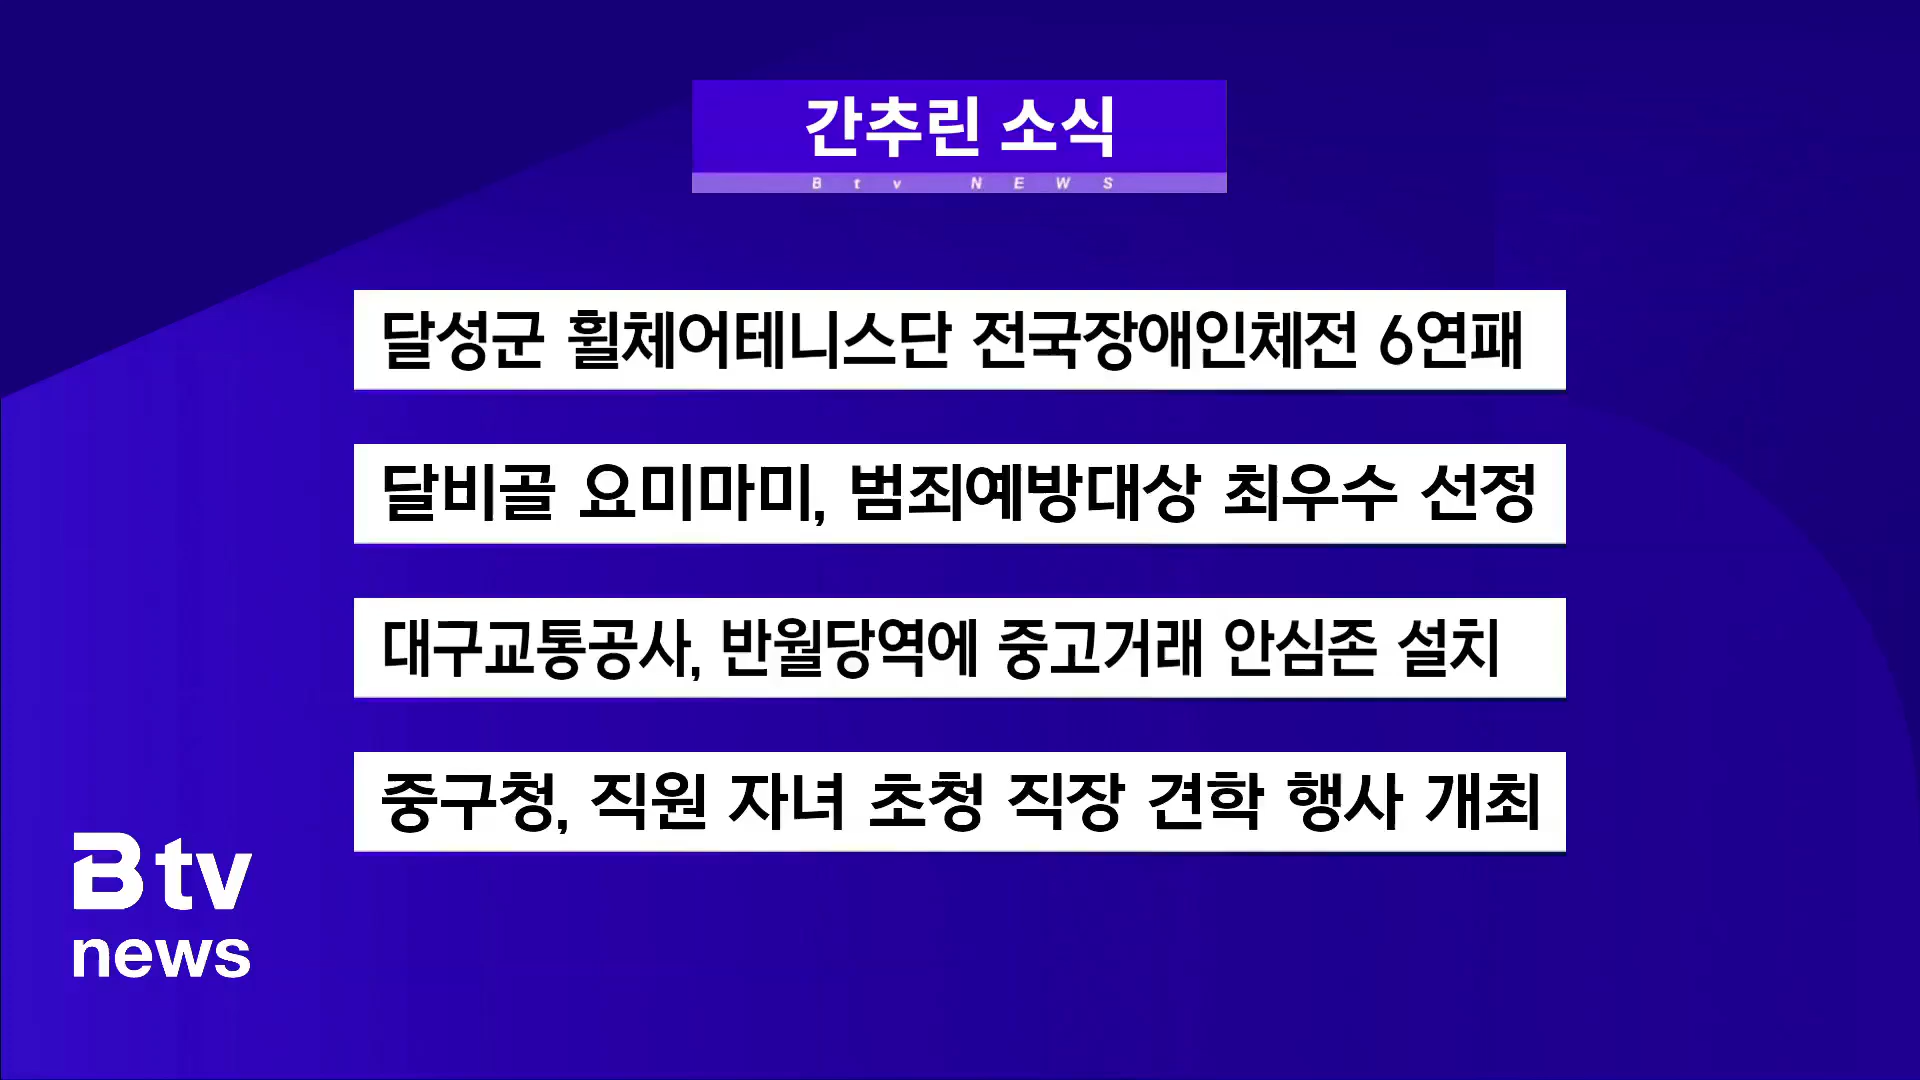 간추린 소식
Btv NEWS
달성군 휠체어테니스단 전국장애인체전 6연패
달비골 요미마미, 범죄예방대상 최우수 선정
대구교통공사, 반월당역에 중고거래 안심존 설치
중구청, 직원 자녀 초청 직장 견학 행사 개최
Btv
news